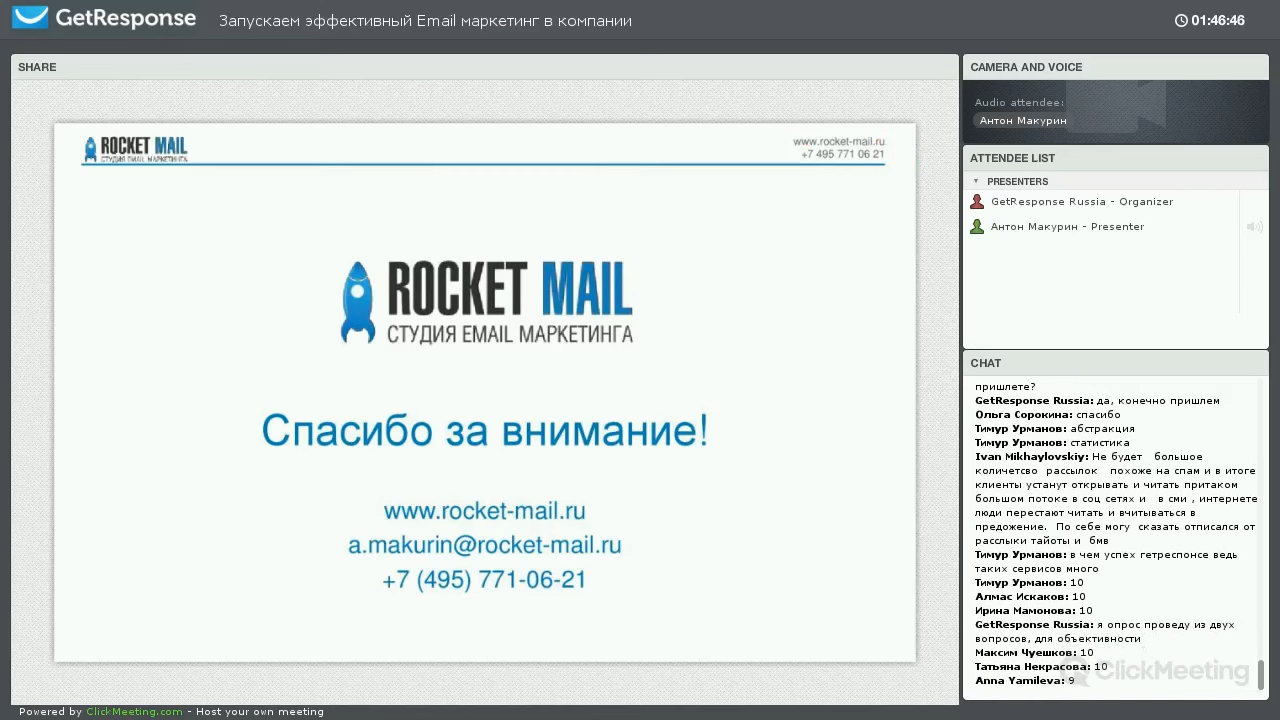 GetResponse
Запускаем эффективный Email маркетинг в компании
01:46:46
SHARE
ROCKET MAIL
СТУДИЯ EMAIL МАРКЕТИНГА
www.rocket-mail.ru
+7 495 771 06 21
ROCKET MAIL
СТУДИЯ EMAIL МАРКЕТИНГА
Спасибо за внимание!
www.rocket-mail.ru
a.makurin@rocket-mail.ru
+7 (495) 771-06-21
CAMERA AND VOICE
Audio attendee:
Антон Макурин
ATTENDEE LIST
PRESENTERS
GetResponse Russia - Organizer
Антон Макурин - Presenter
CHAT
пришлете?
GetResponse Russia: да, конечно пришлем
Ольга Сорокина: спасибо
Тимур Урманов: абстракция
Тимур Урманов: статистика
Ivan Mikhaylovskiy: Не будет большое
количетсво рассылок похоже на спам и в итоге
клиенты устанут открывать и читать притаком
большом потоке в соц сетях и в сми , интернете
люди перестают читать и вчитываться в
предожение. По себе могу сказать отписался от
расслыки тайоты и бмв
Тимур Урманов: в чем успех гетреспонсе ведь
таких сервисов много
Тимур Урманов: 10
Алмас Искаков: 10
Ирина Мамонова: 10
GetResponse Russia: я опрос проведу из двух
вопросов, для объективности
Максим Чуешков: 10
Татьяна Некрасова: 10
Anna Yamileva: 9
ClickMeeting
Powered by ClickMeeting.com - Host your own meeting